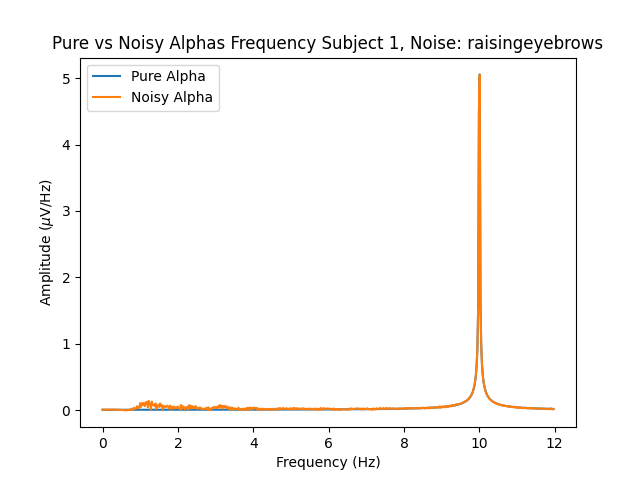 Pure vs Noisy Alphas Frequency Subject 1, Noise: raisingeyebrows
Pure Alpha
Noisy Alpha
Amplitude (μV/Hz)
5
4
3
2
1
0
0 2 4 6 8 10 12
Frequency (Hz)